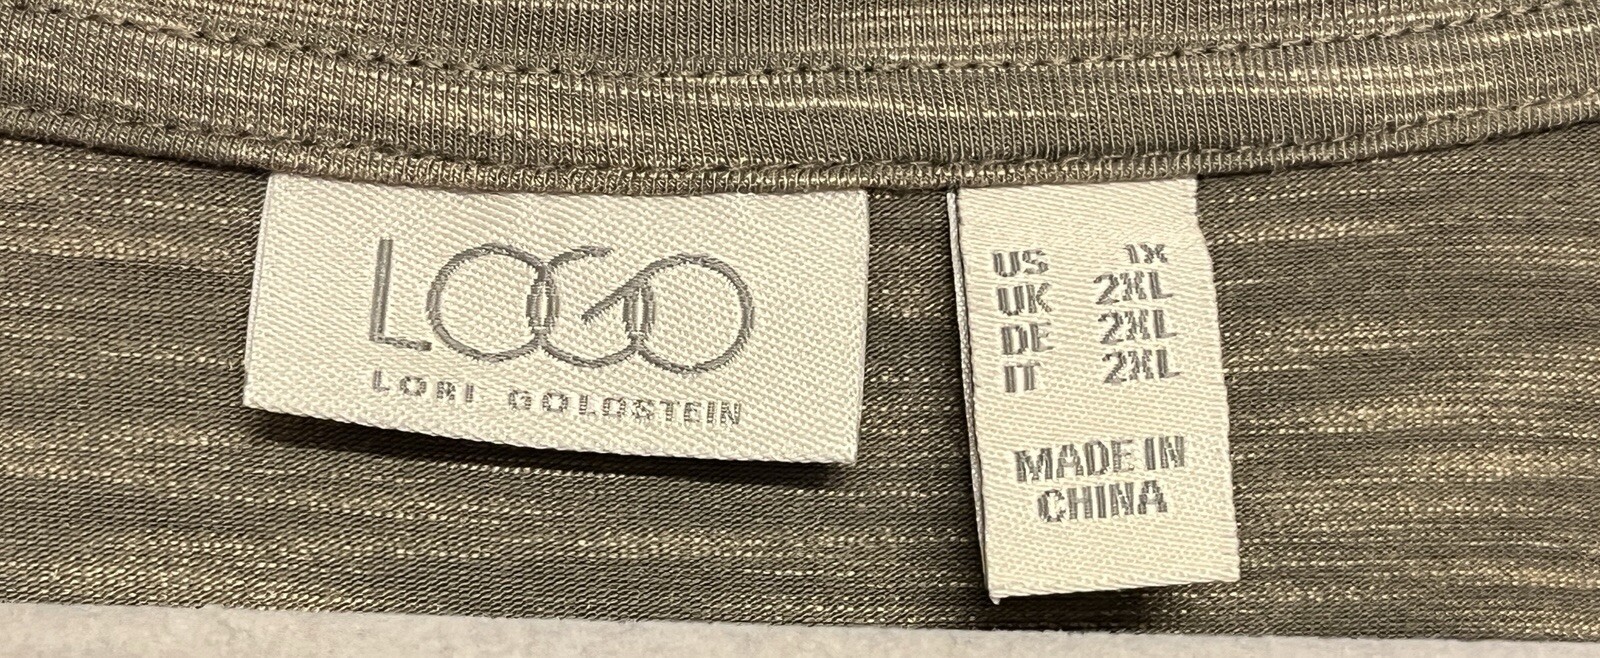 LOGO
LORI GOLDSTEIN
US 1X
UK 2XL
DE 2XL
IT 2XL
MADE IN
CHINA